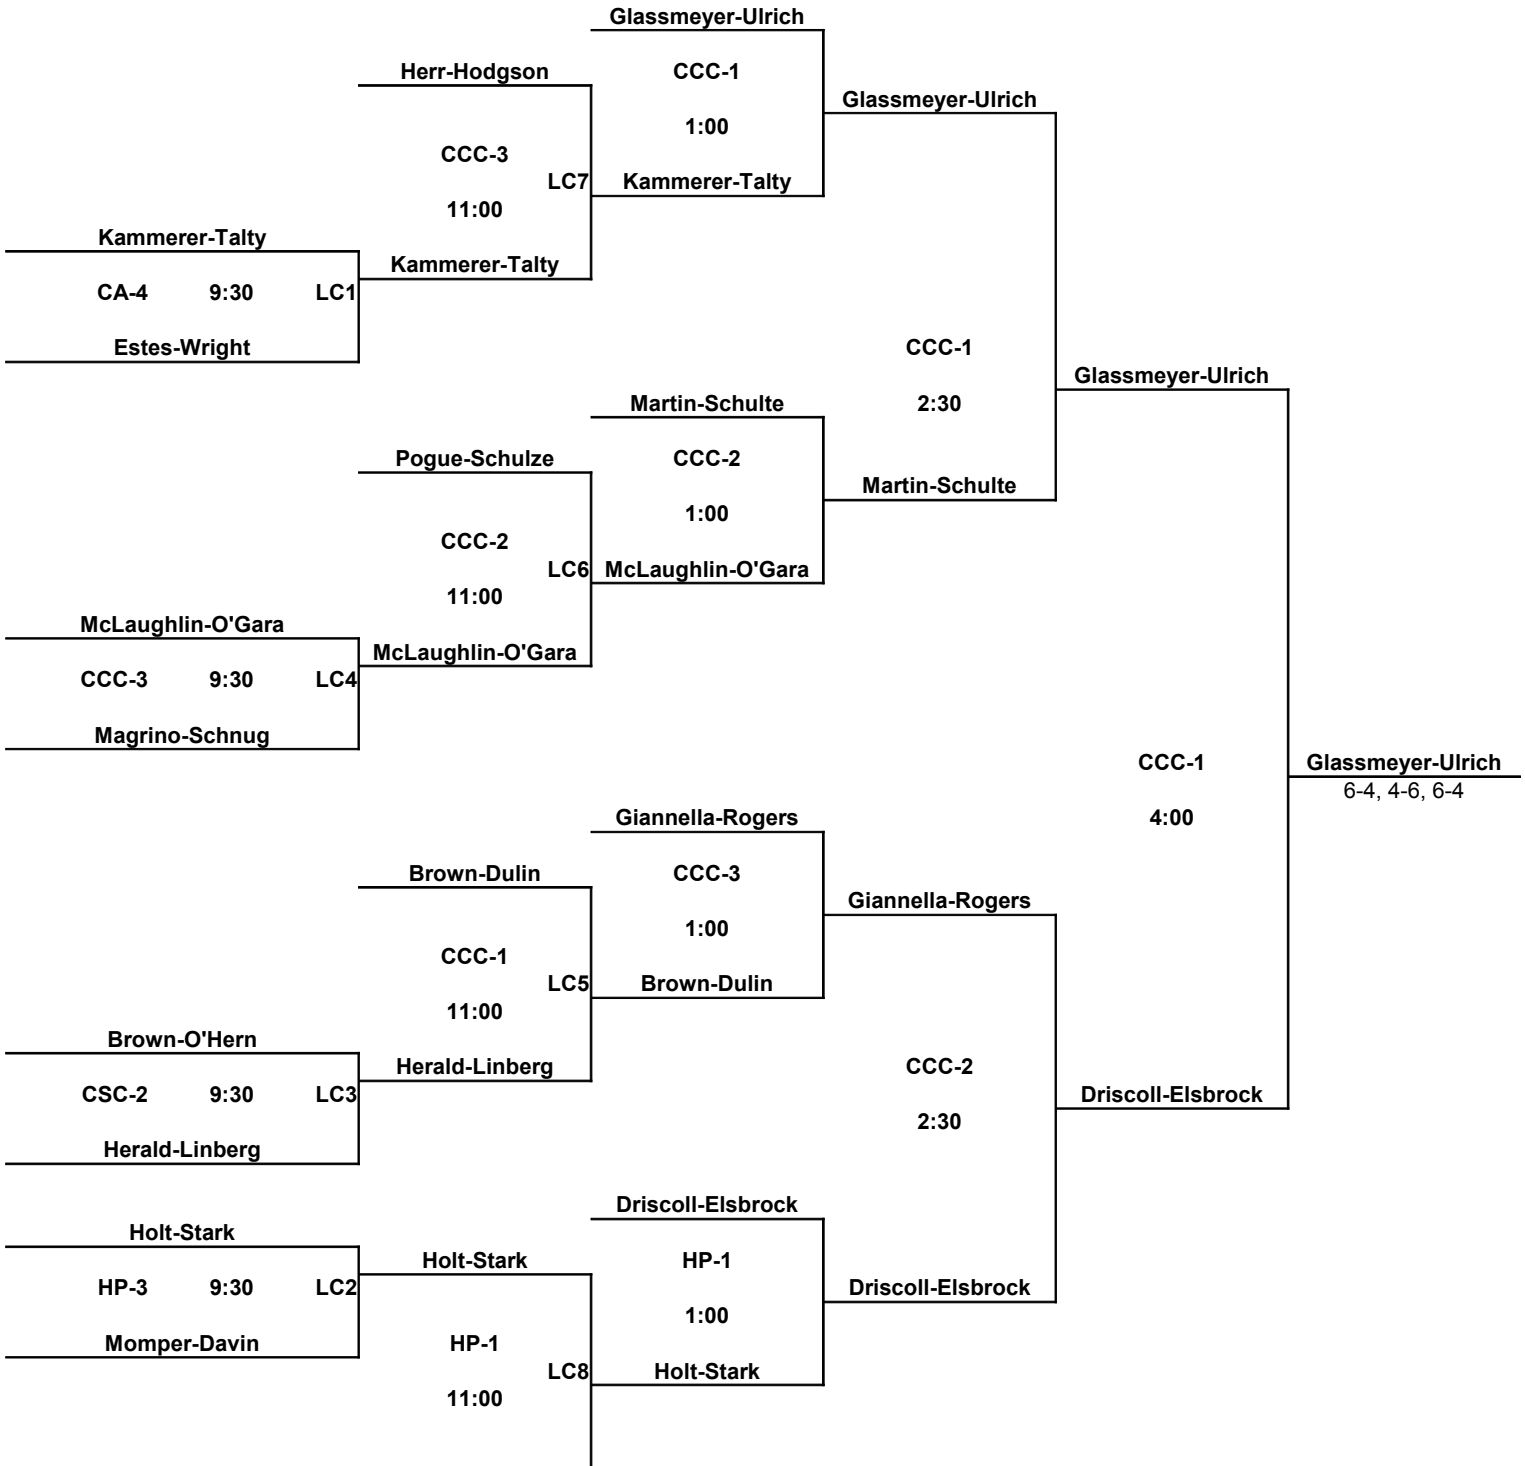 Glassmeyer-Ulrich
Herr-Hodgson
CCC-1
Glassmeyer-Ulrich
1:00
CCC-3
LC7
Kammerer-Talty
11:00
Kammerer-Talty
Kammerer-Talty
CA-4 9:30 LC1
Estes-Wright
CCC-1
Glassmeyer-Ulrich
Martin-Schulte
2:30
Pogue-Schulze
CCC-2
Martin-Schulte
1:00
CCC-2
LC6
McLaughlin-O'Gara
11:00
McLaughlin-O'Gara
McLaughlin-O'Gara
CCC-3 9:30 LC4
Magrino-Schnug
CCC-1
Glassmeyer-Ulrich
6-4, 4-6, 6-4
4:00
Giannella-Rogers
Brown-Dulin
CCC-3
Giannella-Rogers
1:00
CCC-1
LC5
Brown-Dulin
11:00
Brown-O'Hern
Herald-Linberg
CCC-2
CSC-2 9:30 LC3
Driscoll-Elsbrock
2:30
Herald-Linberg
Driscoll-Elsbrock
Holt-Stark
Holt-Stark
HP-1
HP-3 9:30 LC2
Driscoll-Elsbrock
1:00
Momper-Davin
HP-1
LC8
Holt-Stark
11:00